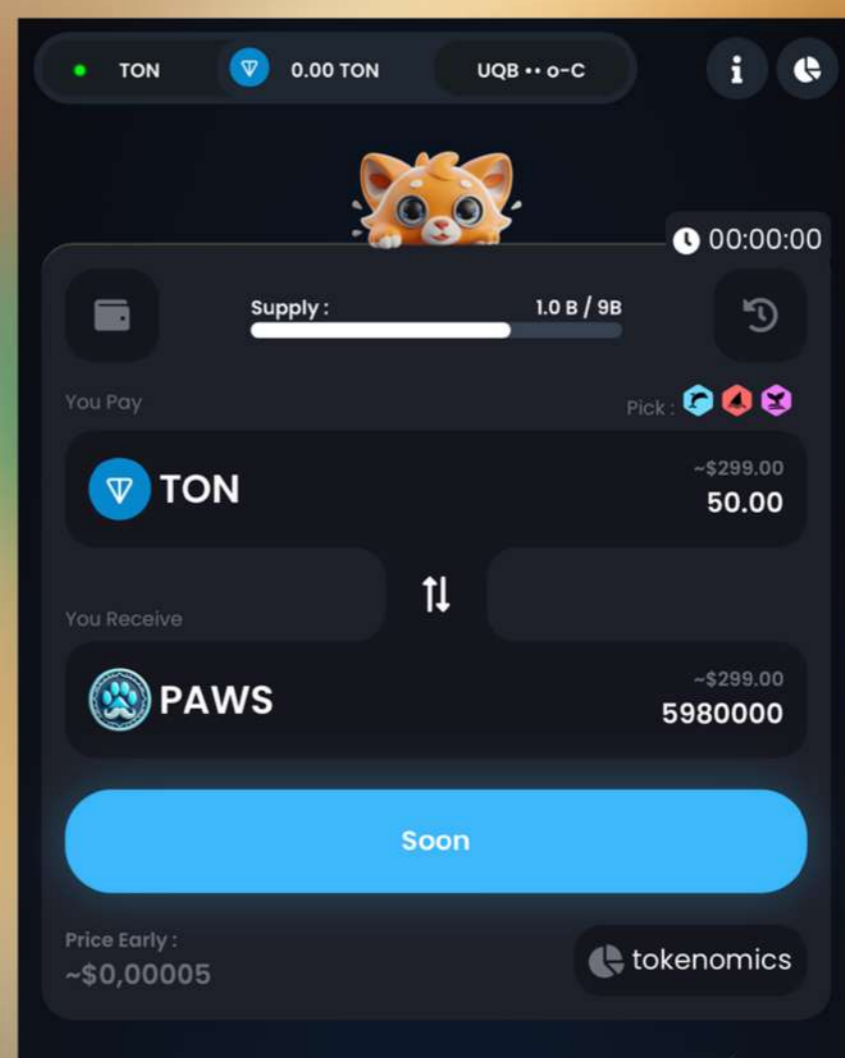 TON 0.00 TON UQB •• o-C
00:00:00
Supply : 1.0 B / 9B
You Pay Pick :
~$299.00
TON 50.00
You Receive
~$299.00
PAWS 5980000
Soon
Price Early :
~$0,00005
tokenomics